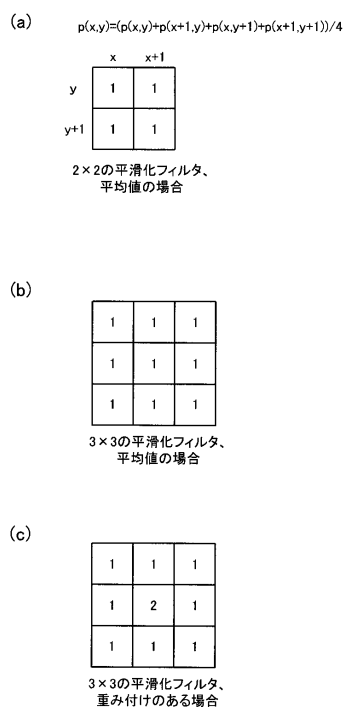 (a)
p(x,y)=(p(x,y)+p(x+1,y)+p(x,y+1)+p(x+1,y+1))/4
x x+1
y 1 1
y+1 1 1
2×2の平滑化フィルタ、
平均値の場合
(b)
1 1 1
1 1 1
1 1 1
3×3の平滑化フィルタ、
平均値の場合
(c)
1 1 1
1 2 1
1 1 1
3×3の平滑化フィルタ、
重み付けのある場合